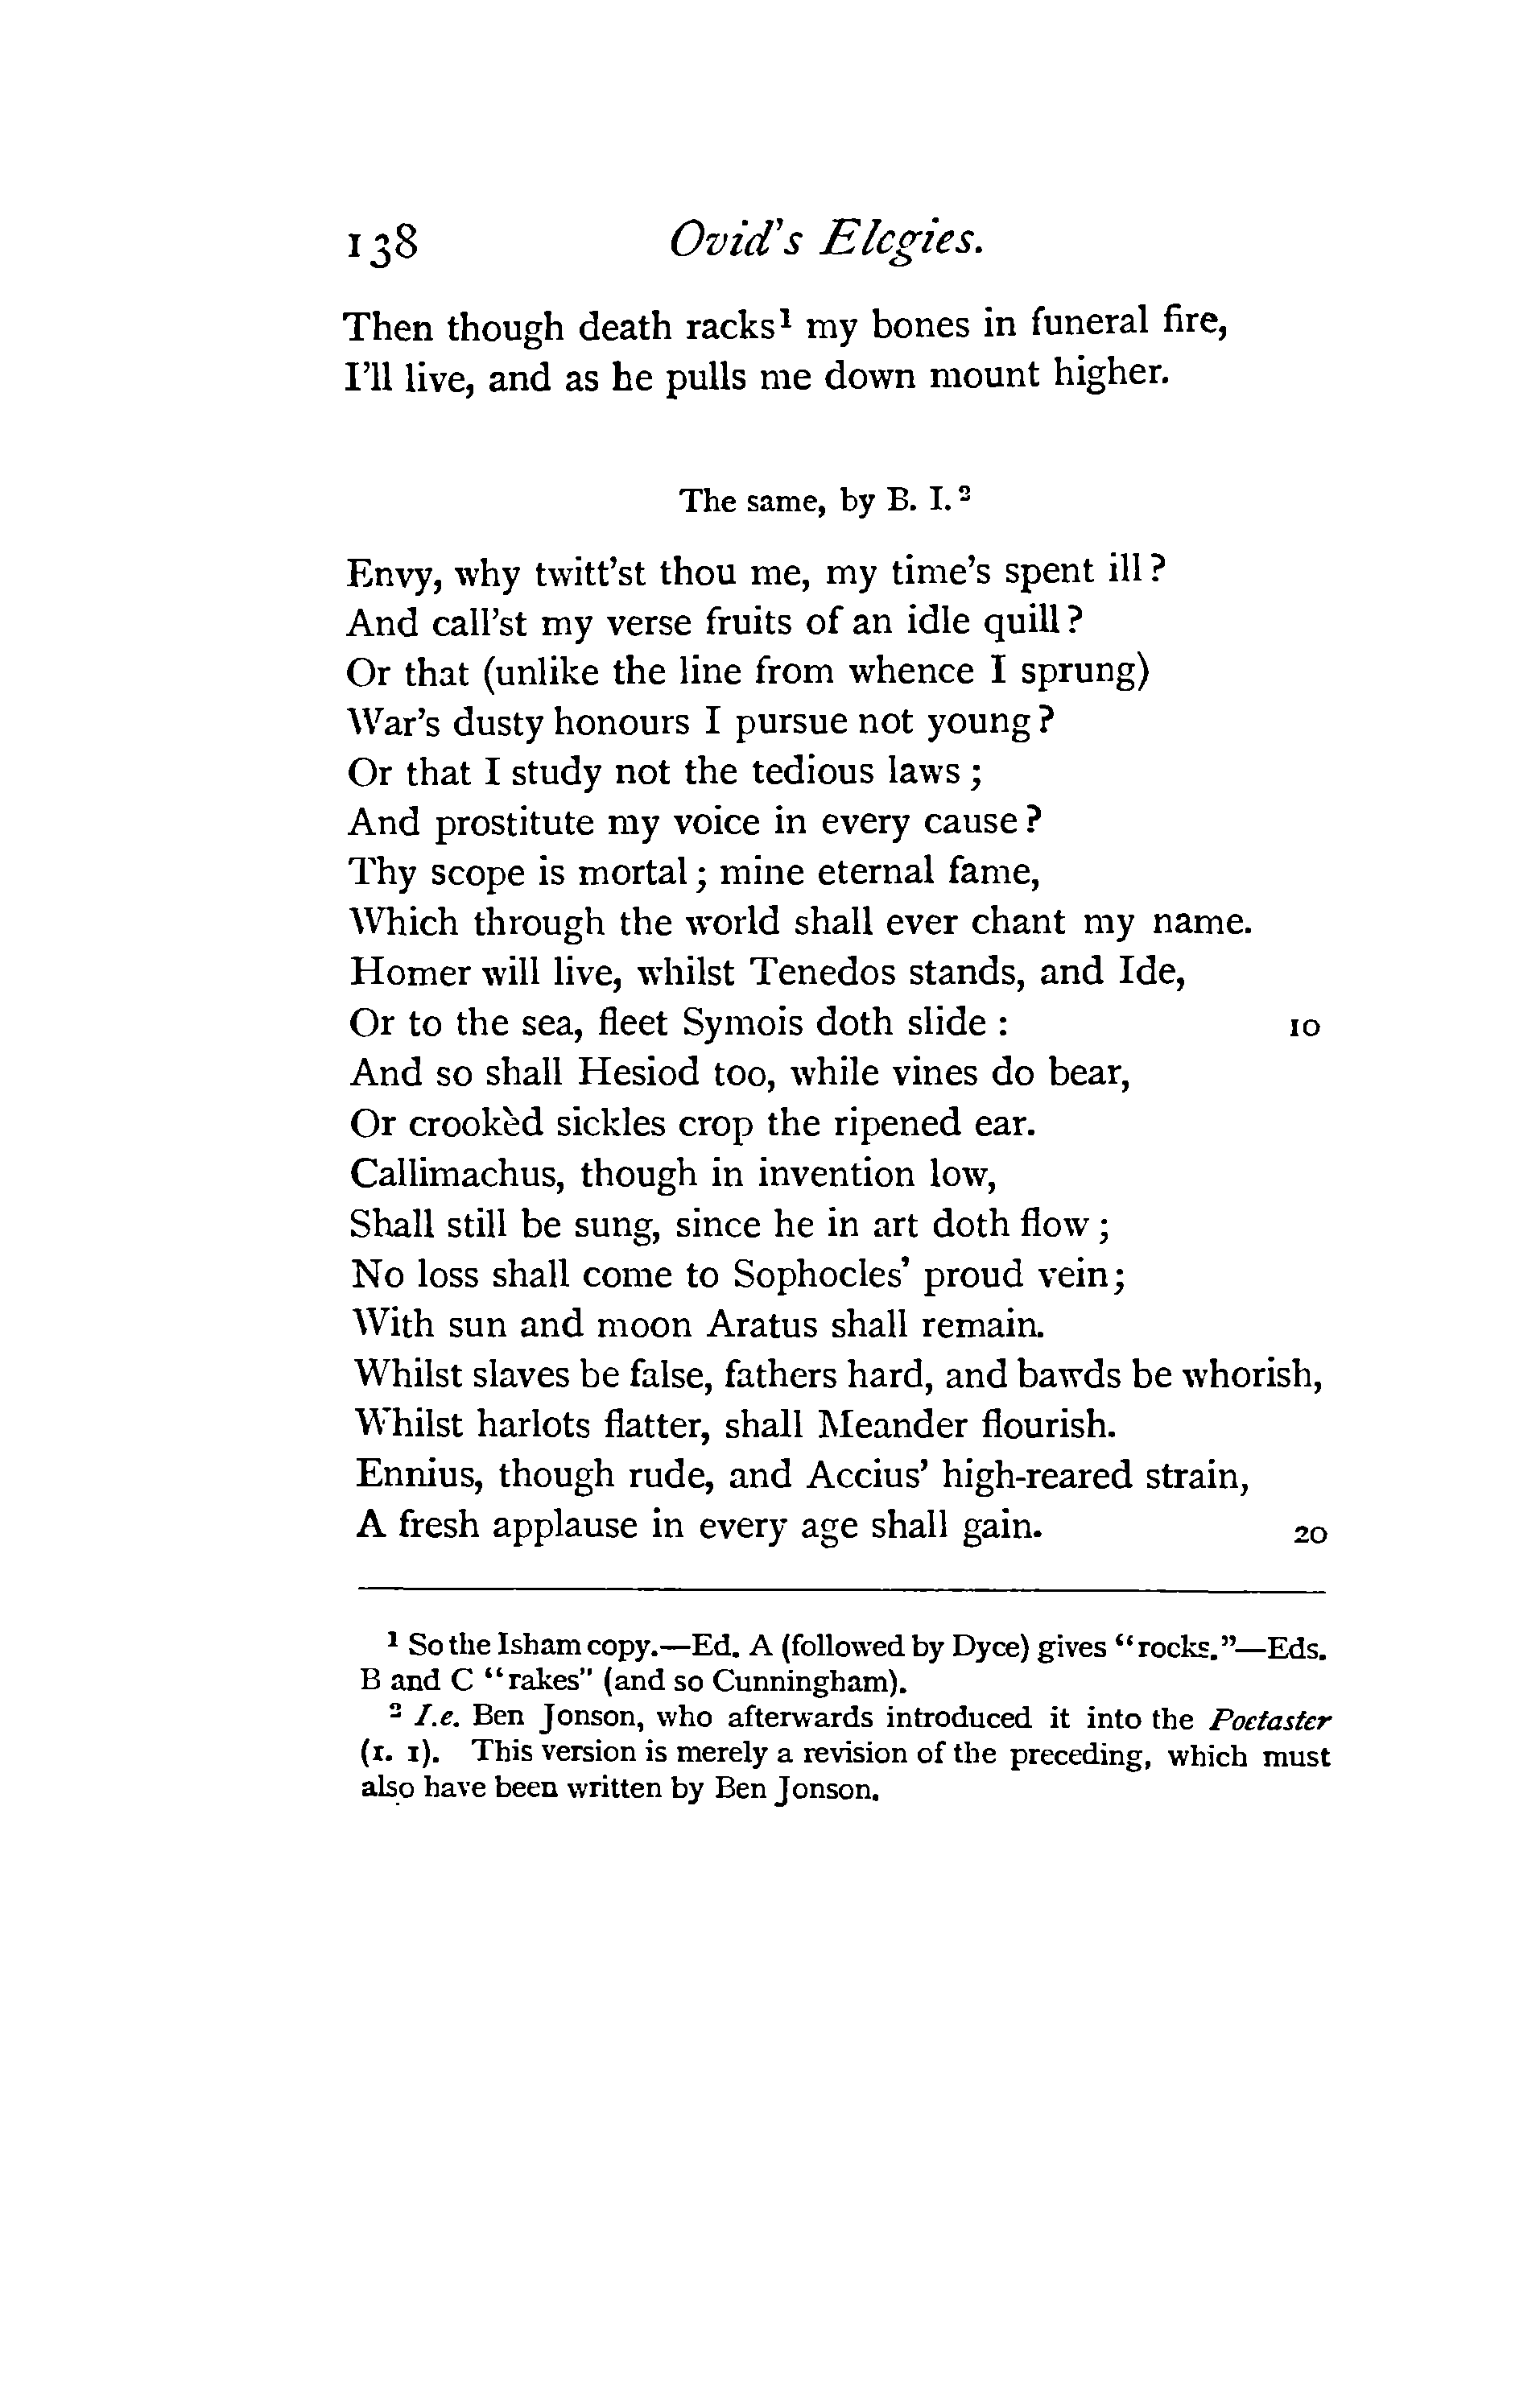 138 Ovid's Elegies.
Then though death racks¹ my bones in funeral fire,
I'll live, and as he pulls me down mount higher.
The same, by B. I.²
Envy, why twitt'st thou me, my time's spent ill?
And call'st my verse fruits of an idle quill?
Or that (unlike the line from whence I sprung)
War's dusty honours I pursue not young?
Or that I study not the tedious laws;
And prostitute my voice in every cause?
Thy scope is mortal; mine eternal fame,
Which through the world shall ever chant my name.
Homer will live, whilst Tenedos stands, and Ide,
Or to the sea, fleet Symois doth slide: 10
And so shall Hesiod too, while vines do bear,
Or crookèd sickles crop the ripened ear.
Callimachus, though in invention low,
Shall still be sung, since he in art doth flow;
No loss shall come to Sophocles' proud vein;
With sun and moon Aratus shall remain.
Whilst slaves be false, fathers hard, and bawds be whorish,
Whilst harlots flatter, shall Meander flourish.
Ennius, though rude, and Accius' high-reared strain,
A fresh applause in every age shall gain. 20
¹ So the Isham copy.—Ed. A (followed by Dyce) gives "rocks."—Eds.
B and C "rakes" (and so Cunningham).
² I.e. Ben Jonson, who afterwards introduced it into the Poetaster
(I. 1). This version is merely a revision of the preceding, which must
also have been written by Ben Jonson.